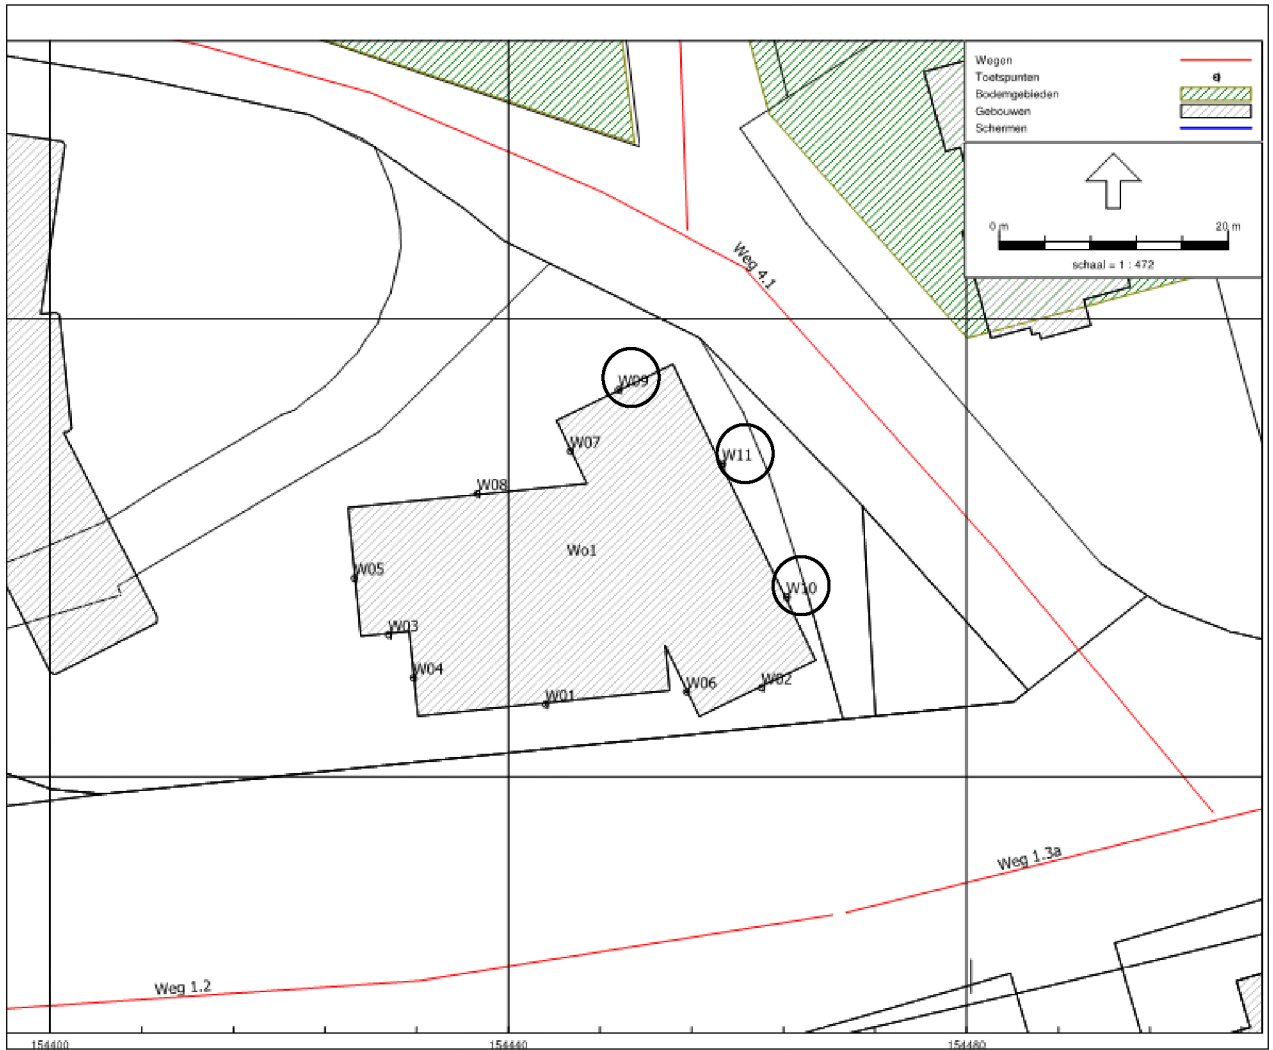 Wegen
Toetspunten
Bodemgebieden
Gebouwen
Schermen
0 m 20 m
schaal = 1 : 472
Weg 4.1
W09
W07
W11
W08
Wo1
W05
W10
W03
W04
W06
W02
W01
Weg 1.3a
Weg 1.2
154400 154440 154480